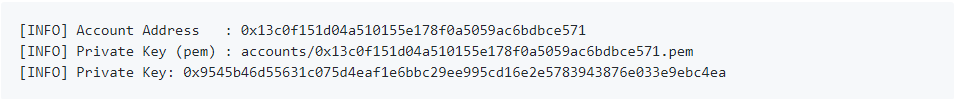 [INFO] Account Address   : 0x13c0f151d04a510155e178f0a5059ac6bdbce571
[INFO] Private Key (pem) : accounts/0x13c0f151d04a510155e178f0a5059ac6bdbce571.pem
[INFO] Private Key: 0x9545b46d55631c075d4eaf1e6bbc29ee995cd16e2e5783943876e033e9ebc4ea